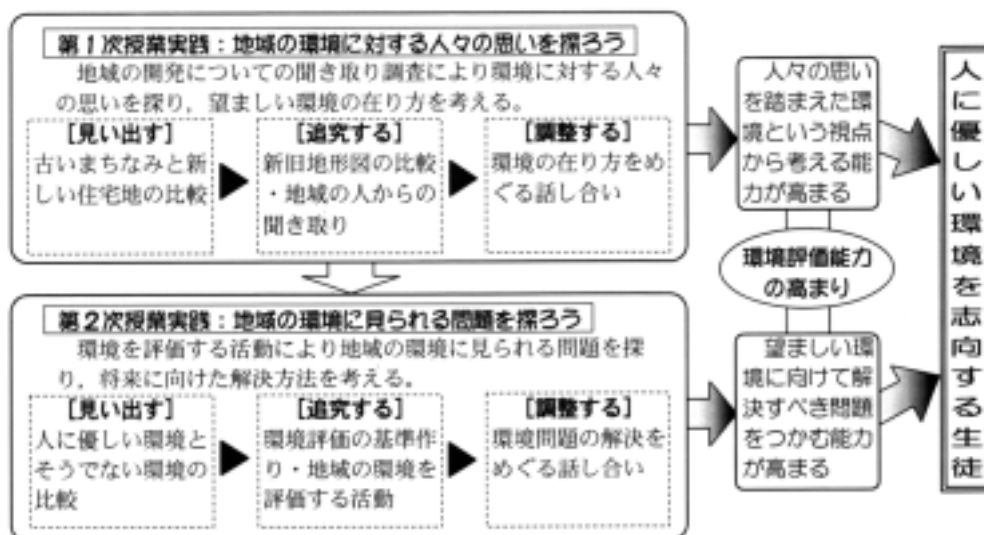 第1次授業実践：地域の環境に対する人々の思いを探ろう
地域の開発についての聞き取り調査により環境に対する人々
の思いを探り，望ましい環境の在り方を考える。
[見い出す]
古いまちなみと新
しい住宅地の比較
[追究する]
新旧地形図の比較
・地域の人からの
聞き取り
[調整する]
環境の在り方をめ
ぐる話し合い
人々の思い
を踏まえた環
境という視点
から考える能
力が高まる
環境評価能力
の高まり
第2次授業実践：地域の環境に見られる問題を探ろう
環境を評価する活動により地域の環境に見られる問題を探
り，将来に向けた解決方法を考える。
[見い出す]
人に優しい環境と
そうでない環境の
比較
[追究する]
環境評価の基準作
り・地域の環境を
評価する活動
[調整する]
環境問題の解決を
めぐる話し合い
望ましい環
境に向けて解
決すべき問題
をつかむ能力
が高まる
人に優しい環境を志向する生徒